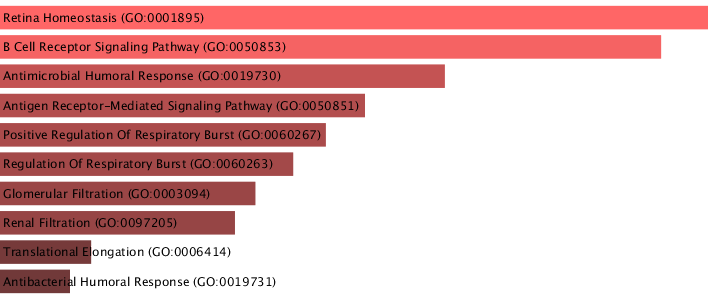 Retina Homeostasis (GO:0001895)
B Cell Receptor Signaling Pathway (GO:0050853)
Antimicrobial Humoral Response (GO:0019730)
Antigen Receptor-Mediated Signaling Pathway (GO:0050851)
Positive Regulation Of Respiratory Burst (GO:0060267)
Regulation Of Respiratory Burst (GO:0060263)
Glomerular Filtration (GO:0003094)
Renal Filtration (GO:0097205)
Translational Elongation (GO:0006414)
Antibacterial Humoral Response (GO:0019731)